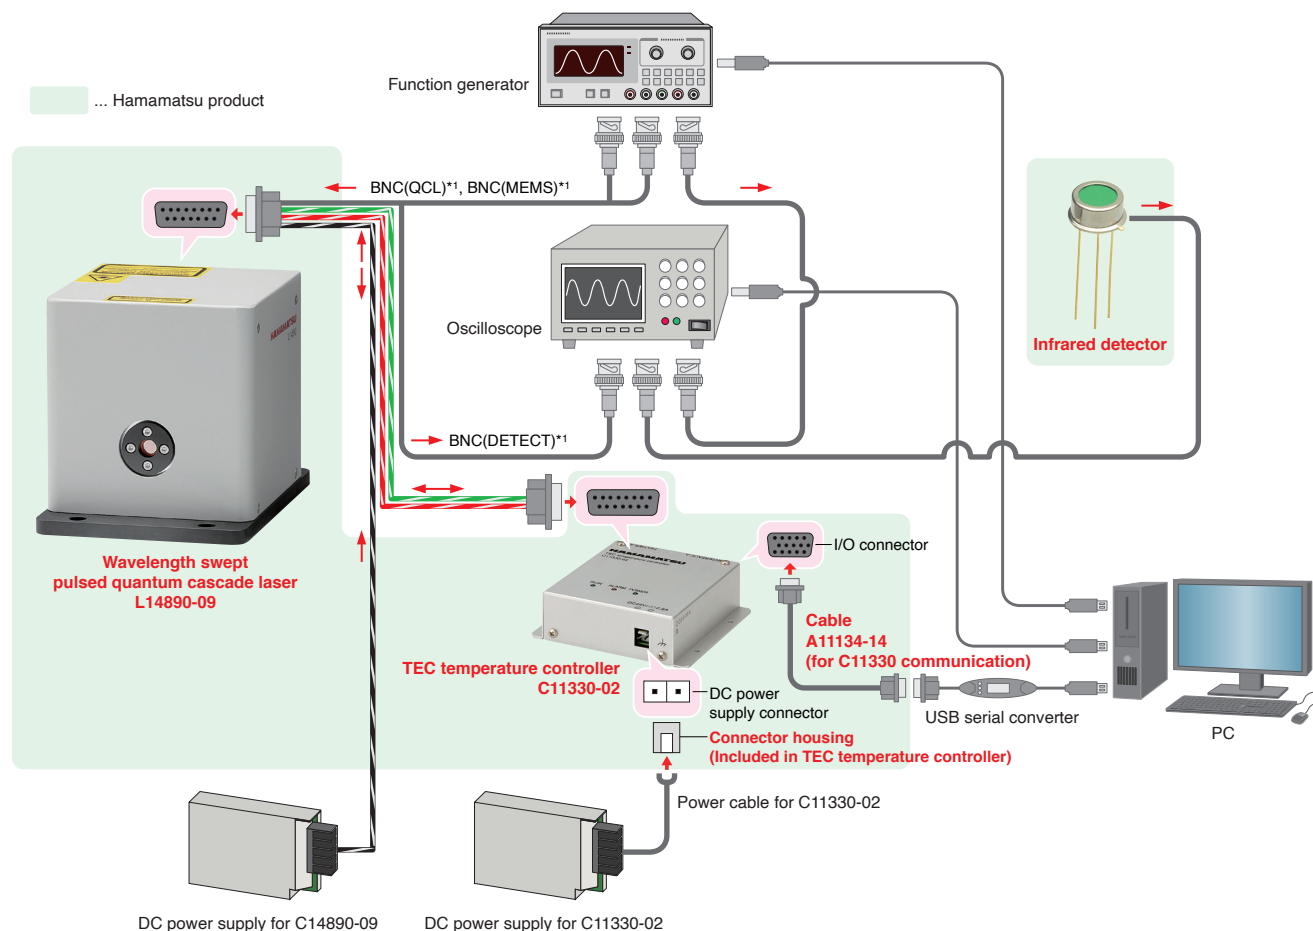 Function generator
... Hamamatsu product
BNC(QCL)*1, BNC(MEMS)*1
Oscilloscope
Infrared detector
BNC(DETECT)*1
HAMAMATSU
Wavelength swept
pulsed quantum cascade laser
L14890-09
I/O connector
HAMAMATSU
Cable
A11134-14
(for C11330 communication)
TEC temperature controller
C11330-02
DC power
supply connector
USB serial converter
PC
Connector housing
(Included in TEC temperature controller)
Power cable for C11330-02
DC power supply for C14890-09
DC power supply for C11330-02